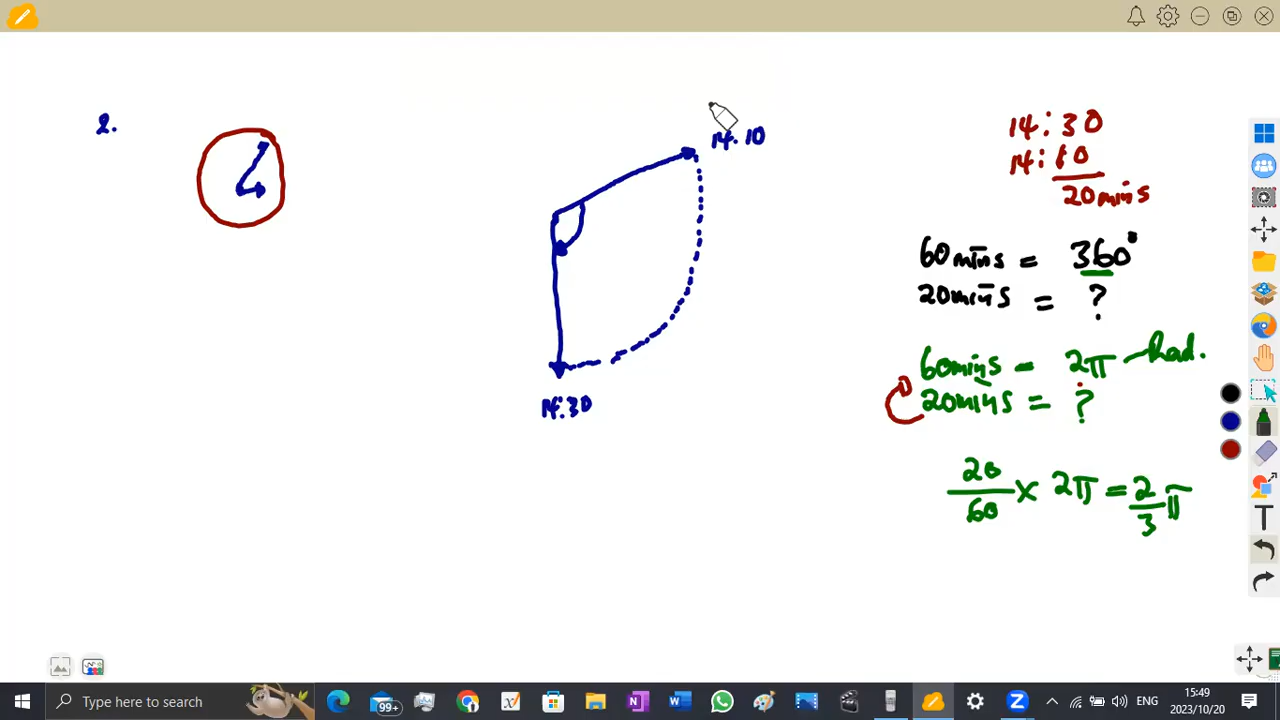 2.
14.10
14.30
14:30
14:10
20mins
60mins = 360°
20mins = ?
60mins = 2π Rad.
20mins = ?
20/60 × 2π = 2/3 π
Type here to search
99+
ENG
15:49
2023/10/20